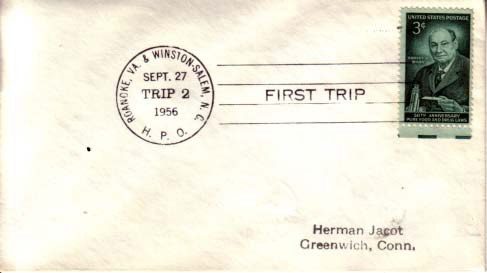 ROANOKE, VA. & WINSTON-SALEM, N.C.
SEPT. 27
TRIP 2
1956
H. P. O.
FIRST TRIP
UNITED STATES POSTAGE
3¢
HARVEY W. WILEY
50TH ANNIVERSARY
PURE FOOD AND DRUG LAWS
Herman Jacot
Greenwich, Conn.